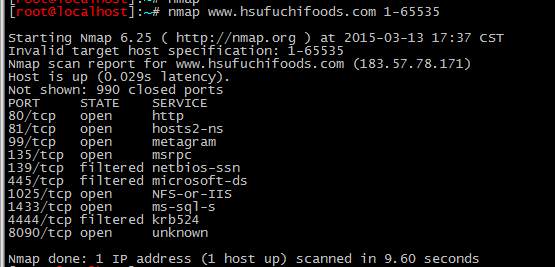 [root@localhost]:~# nmap
[root@localhost]:~# nmap www.hsufuchifoods.com 1-65535
Starting Nmap 6.25 ( http://nmap.org ) at 2015-03-13 17:37 CST
Invalid target host specification: 1-65535
Nmap scan report for www.hsufuchifoods.com (183.57.78.171)
Host is up (0.029s latency).
Not shown: 990 closed ports
PORT     STATE    SERVICE
80/tcp   open     http
81/tcp   open     hosts2-ns
99/tcp   open     metagram
135/tcp  open     msrpc
139/tcp  filtered netbios-ssn
445/tcp  filtered microsoft-ds
1025/tcp open     NFS-or-IIS
1433/tcp open     ms-sql-s
4444/tcp filtered krb524
8090/tcp open     unknown
Nmap done: 1 IP address (1 host up) scanned in 9.60 seconds